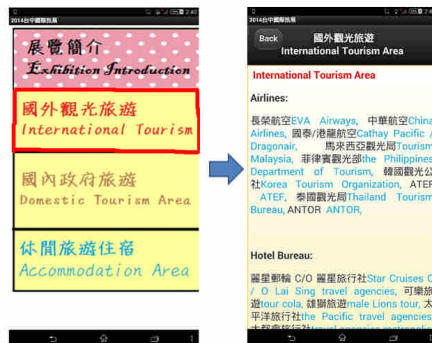 2:40
2014台中國際旅展
展覽簡介
Exhibition Introduction
國外觀光旅遊
International Tourism
國內政府旅遊
Domestic Tourism Area
休閒旅遊住宿
Accommodation Area
2:40
2014台中國際旅展
Back
國外觀光旅遊
International Tourism Area
International Tourism Area
Airlines:
長榮航空EVA Airways, 中華航空China
Airlines, 國泰/港龍航空Cathay Pacific /
Dragonair, 馬來西亞觀光局Tourism
Malaysia, 菲律賓觀光部the Philippines
Department of Tourism, 韓國觀光公
社Korea Tourism Organization, ATEF
ATEF, 泰國觀光局Thailand Tourism
Bureau, ANTOR ANTOR,
Hotel Bureau:
麗星郵輪 C/O 麗星旅行社Star Cruises C
/ O Lai Sing travel agencies, 可樂旅
遊tour cola, 雄獅旅遊male Lions tour, 太
平洋旅行社the Pacific travel agencies,